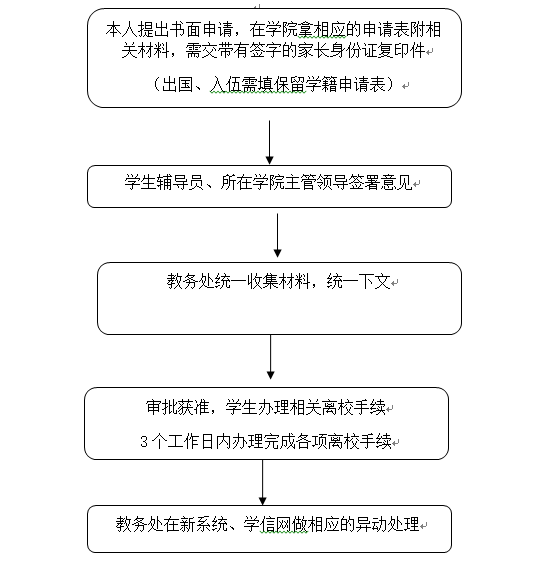 本人提出书面申请，在学院拿相应的申请表附相
关材料，需交带有签字的家长身份证复印件
（出国、入伍需填保留学籍申请表）
学生辅导员、所在学院主管领导签署意见
教务处统一收集材料，统一下文
审批获准，学生办理相关离校手续
3个工作日内办理完成各项离校手续
教务处在新系统、学信网做相应的异动处理